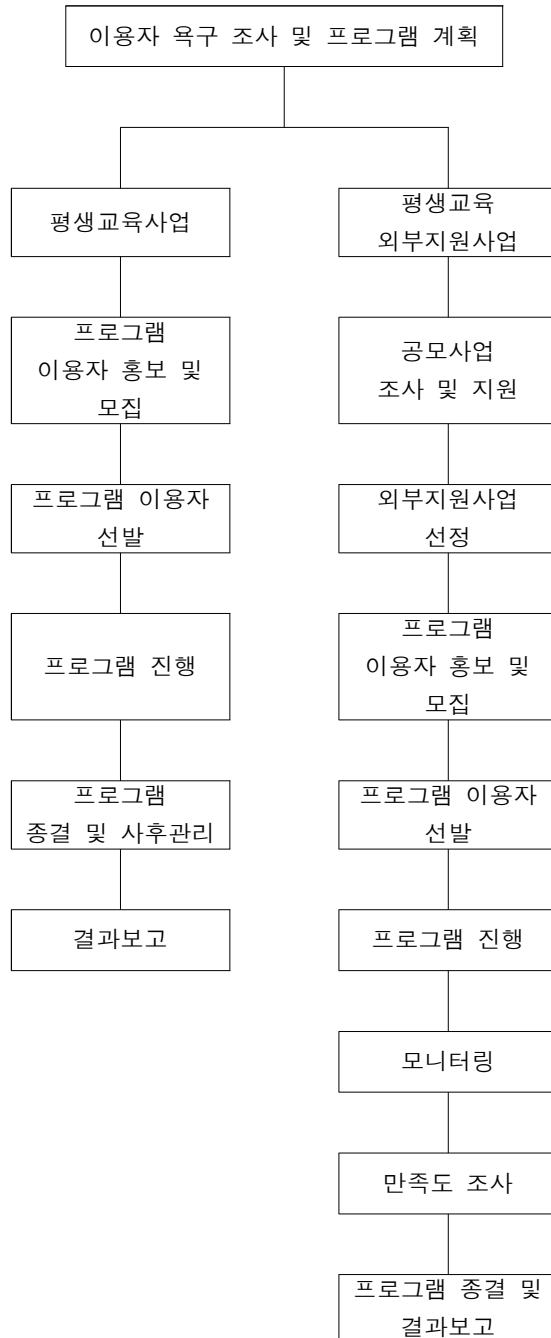 이용자 욕구 조사 및 프로그램 계획
평생교육사업
프로그램
이용자 홍보 및
모집
프로그램 이용자
선발
프로그램 진행
프로그램
종결 및 사후관리
결과보고
평생교육
외부지원사업
공모사업
조사 및 지원
외부지원사업
선정
프로그램
이용자 홍보 및
모집
프로그램 이용자
선발
프로그램 진행
모니터링
만족도 조사
프로그램 종결 및
결과보고